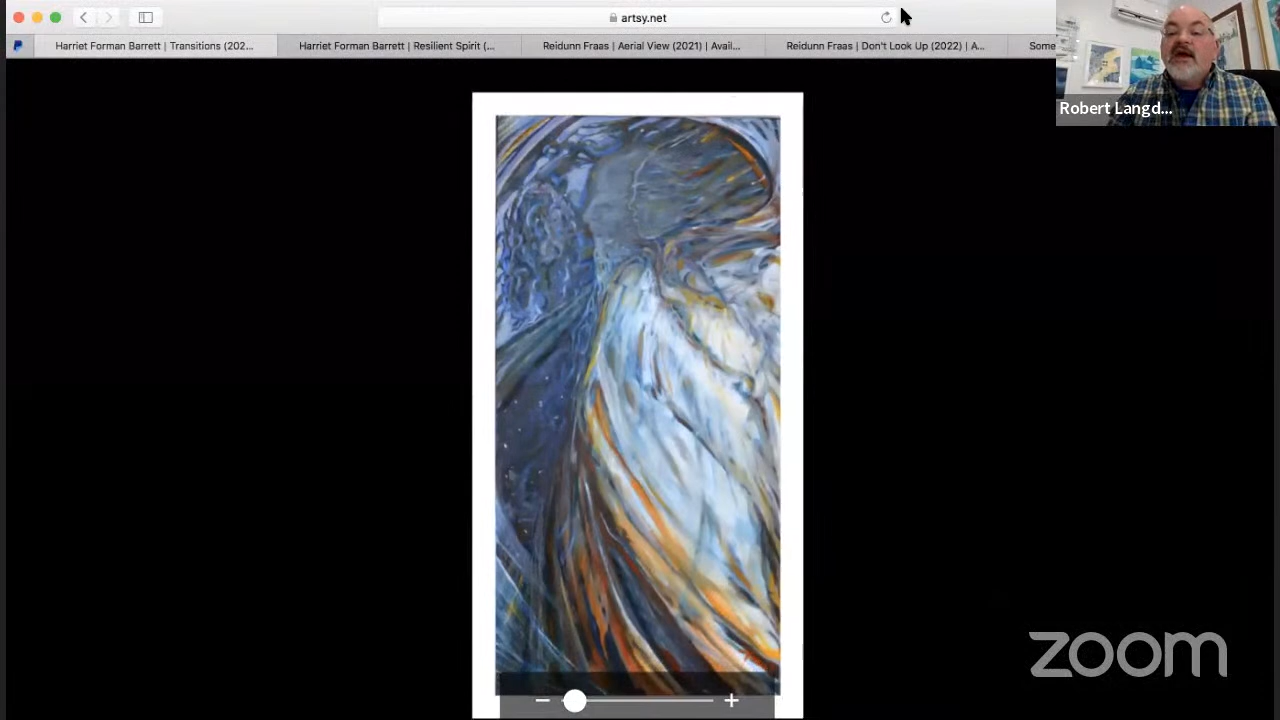 artsy.net
Harriet Forman Barrett | Transitions (202...
Harriet Forman Barrett | Resilient Spirit (...
Reidunn Fraas | Aerial View (2021) | Avail...
Reidunn Fraas | Don't Look Up (2022) | A...
Some
Robert Langd...
zoom